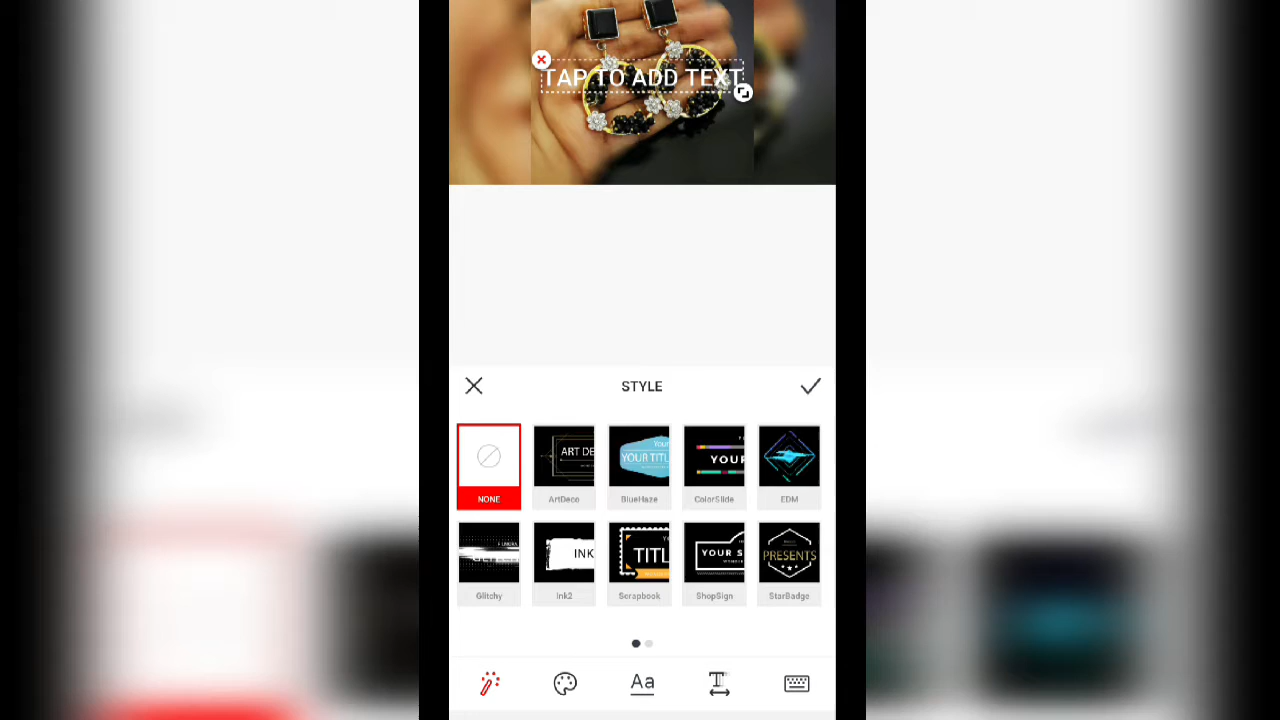 TAP TO ADD TEXT
STYLE
ART DE
YOUR TITL
YOUR
NONE
ArtDeco
BlueHaze
ColorSlide
EDM
INK
TITL
YOUR S
PRESENTS
Glitchy
Ink2
Scrapbook
ShopSign
StarBadge
Aa